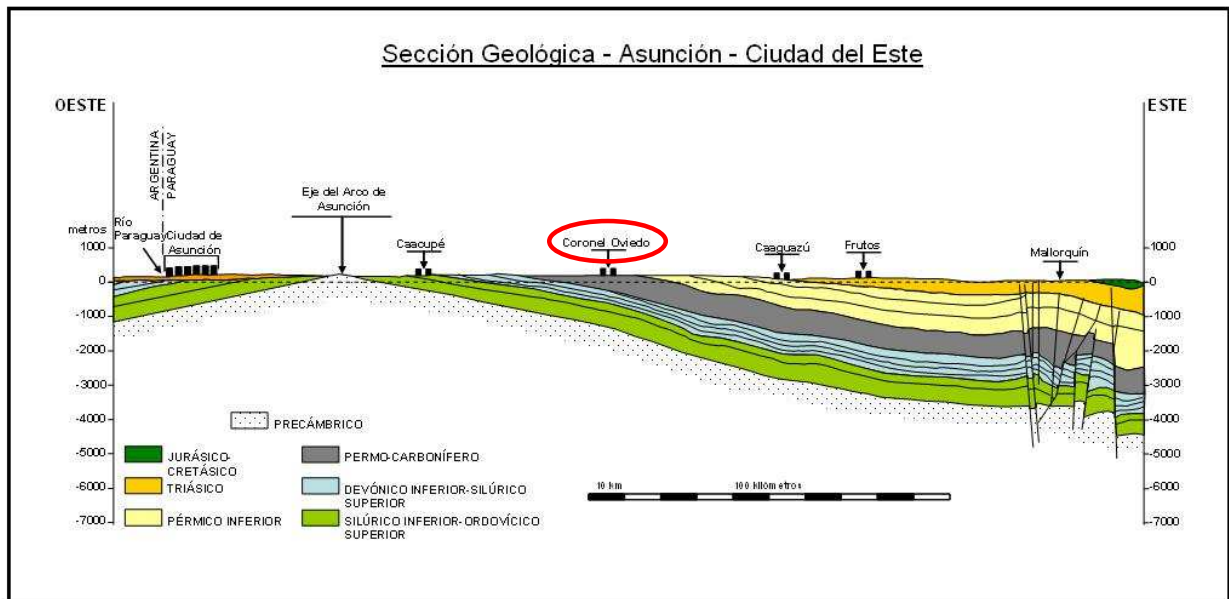 Sección Geológica - Asunción - Ciudad del Este
OESTE
ESTE
ARGENTINA
PARAGUAY
Eje del Arco de
Asunción
metros
Río
Paraguay
Ciudad de
Asunción
Caacupé
Coronel Oviedo
Caaguazú
Frutos
Mallorquín
1000
0
-1000
-2000
-3000
-4000
-5000
-6000
-7000
1000
0
-1000
-2000
-3000
-4000
-5000
-6000
-7000
PRECÁMBRICO
JURÁSICO-
CRETÁSICO
TRIÁSICO
PÉRMICO INFERIOR
PERMO-CARBONÍFERO
DEVÓNICO INFERIOR-SILÚRICO
SUPERIOR
SILÚRICO INFERIOR-ORDOVÍCICO
SUPERIOR
10 km
100 kilometros